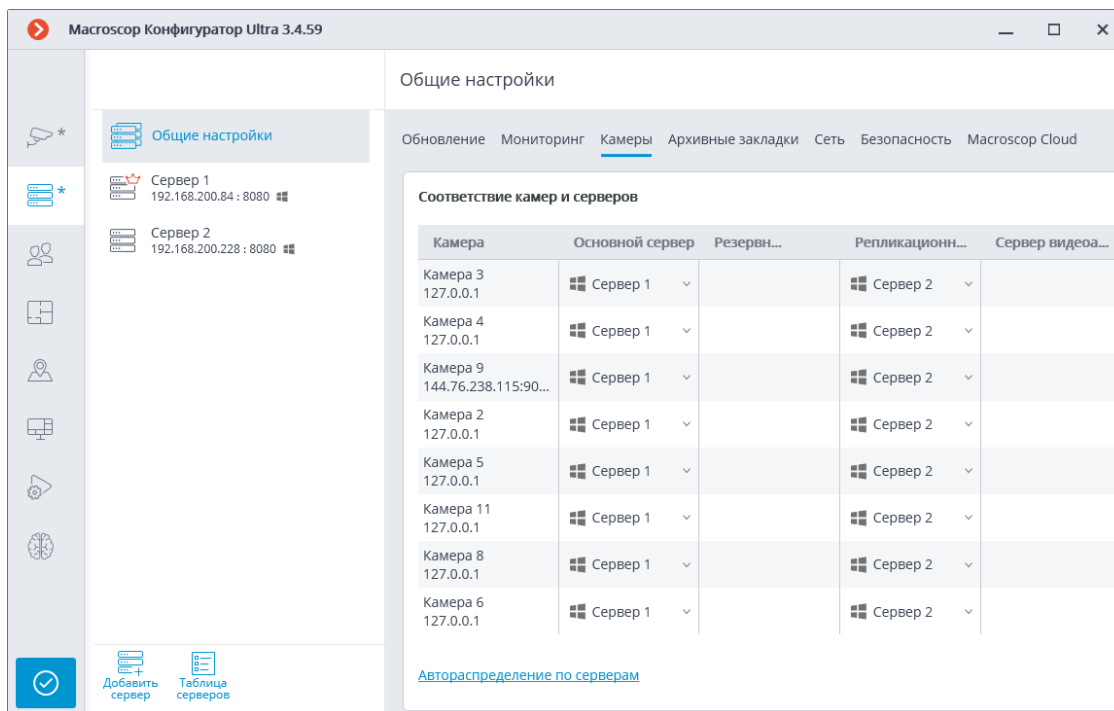 Macroscop Конфигуратор Ultra 3.4.59
Общие настройки
Общие настройки
Сервер 1
192.168.200.84 : 8080
Сервер 2
192.168.200.228 : 8080
Обновление Мониторинг Камеры Архивные закладки Сеть Безопасность Macroscop Cloud
Соответствие камер и серверов
Камера Основной сервер Резервн... Репликационн... Сервер видеоа...
Камера 3
127.0.0.1
Сервер 1 Сервер 2
Камера 4
127.0.0.1
Сервер 1 Сервер 2
Камера 9
144.76.238.115:90...
Сервер 1 Сервер 2
Камера 2
127.0.0.1
Сервер 1 Сервер 2
Камера 5
127.0.0.1
Сервер 1 Сервер 2
Камера 11
127.0.0.1
Сервер 1 Сервер 2
Камера 8
127.0.0.1
Сервер 1 Сервер 2
Камера 6
127.0.0.1
Сервер 1 Сервер 2
Автораспределение по серверам
Добавить
сервер
Таблица
серверов